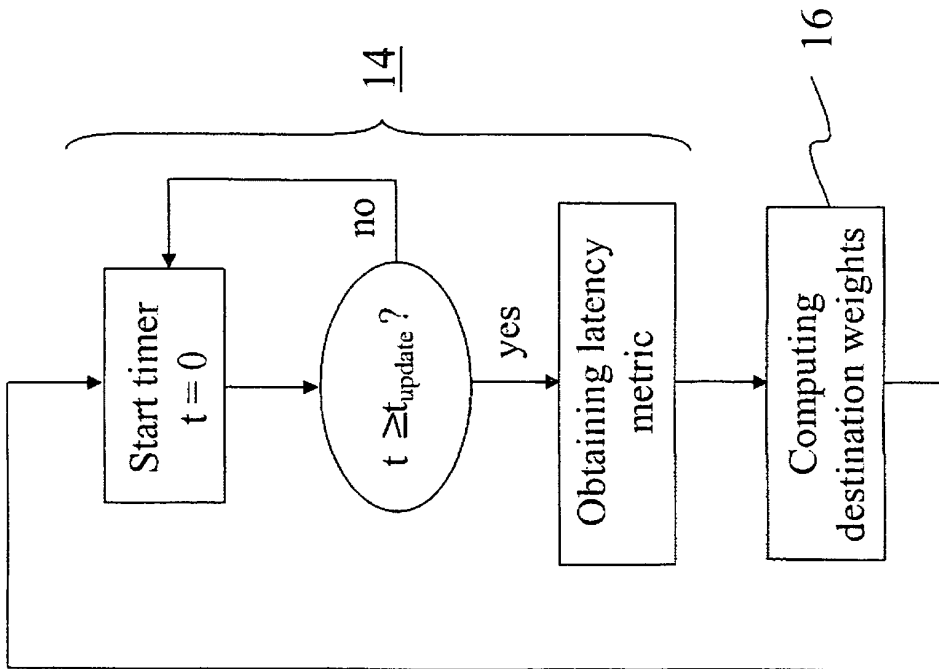 Start timer
t = 0
t ≥ t_update ?
no
yes
Obtaining latency
metric
14
Computing
destination weights
16